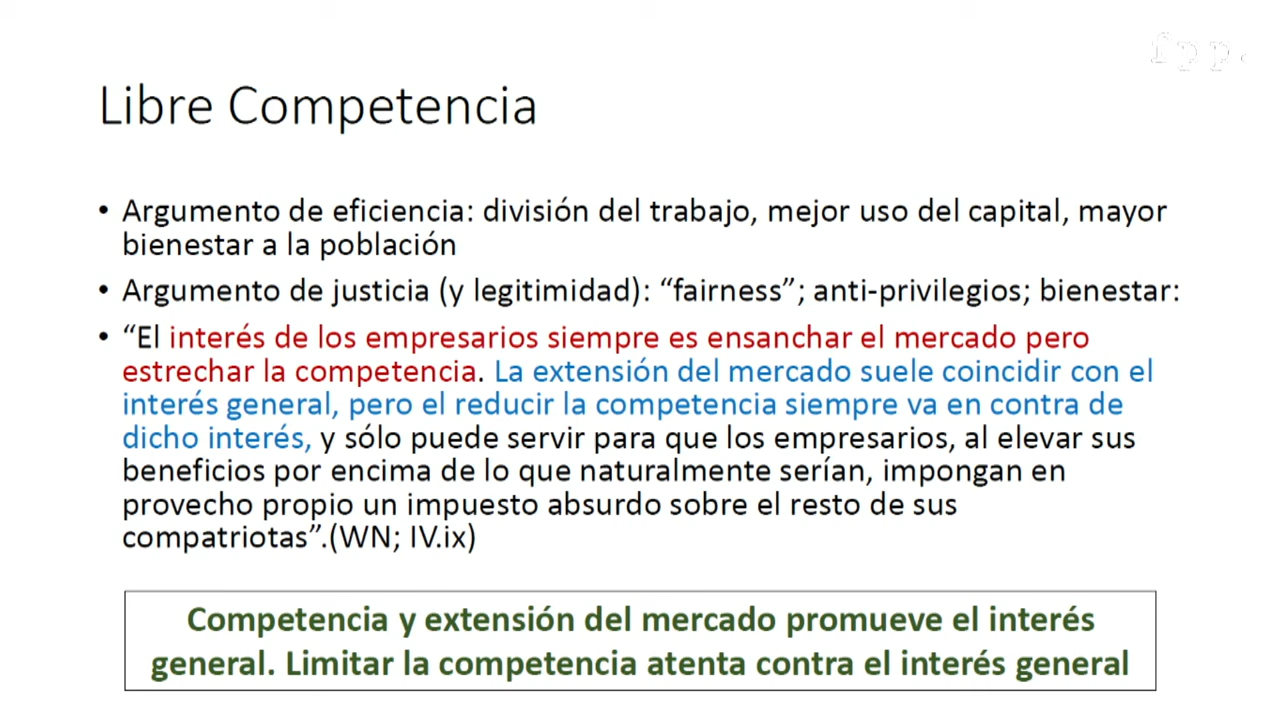 fpp.
Libre Competencia
• Argumento de eficiencia: división del trabajo, mejor uso del capital, mayor
bienestar a la población
• Argumento de justicia (y legitimidad): “fairness”; anti-privilegios; bienestar:
• “El interés de los empresarios siempre es ensanchar el mercado pero
estrechar la competencia. La extensión del mercado suele coincidir con el
interés general, pero el reducir la competencia siempre va en contra de
dicho interés, y sólo puede servir para que los empresarios, al elevar sus
beneficios por encima de lo que naturalmente serían, impongan en
provecho propio un impuesto absurdo sobre el resto de sus
compatriotas”.(WN; IV.ix)
Competencia y extensión del mercado promueve el interés
general. Limitar la competencia atenta contra el interés general